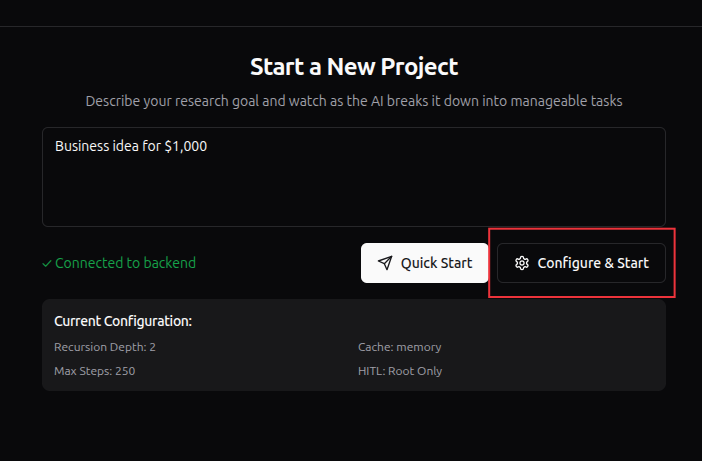 Start a New Project
Describe your research goal and watch as the AI breaks it down into manageable tasks
Business idea for $1,000
✓ Connected to backend
Quick Start
Configure & Start
Current Configuration:
Recursion Depth: 2
Cache: memory
Max Steps: 250
HITL: Root Only